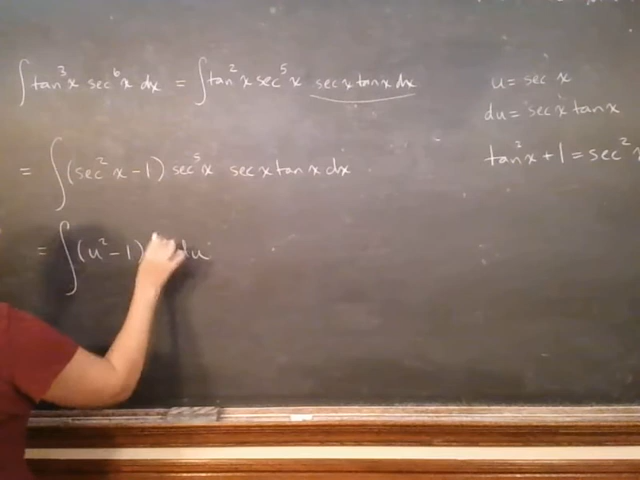 ∫tan³x sec⁶x dx = ∫tan²x sec⁵x sec x tan x dx
u = sec x
du = sec x tan x
tan²x + 1 = sec²x
= ∫(sec²x − 1) sec⁵x sec x tan x dx
= ∫(u² − 1) du